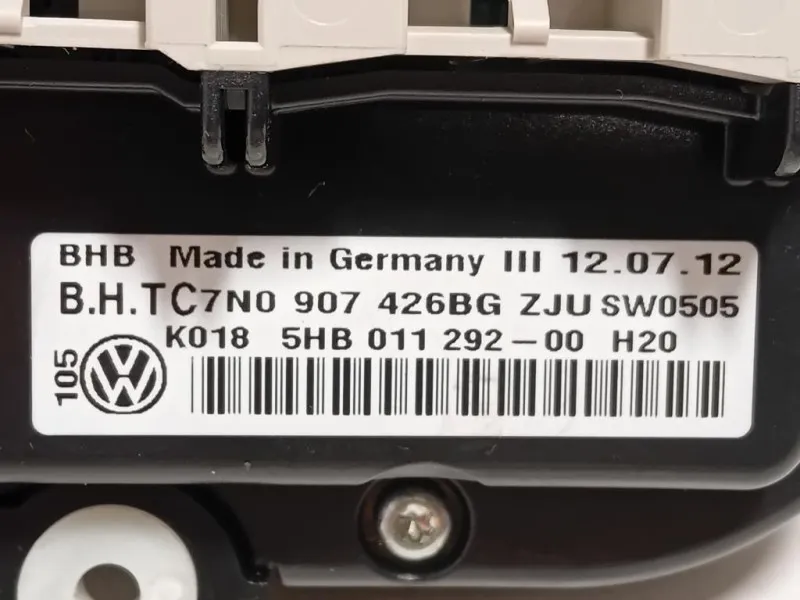 BHB Made in Germany III 12.07.12
B.H.TC7N0 907 426BG ZJU SW0505
K018 5HB 011 292-00 H20
105